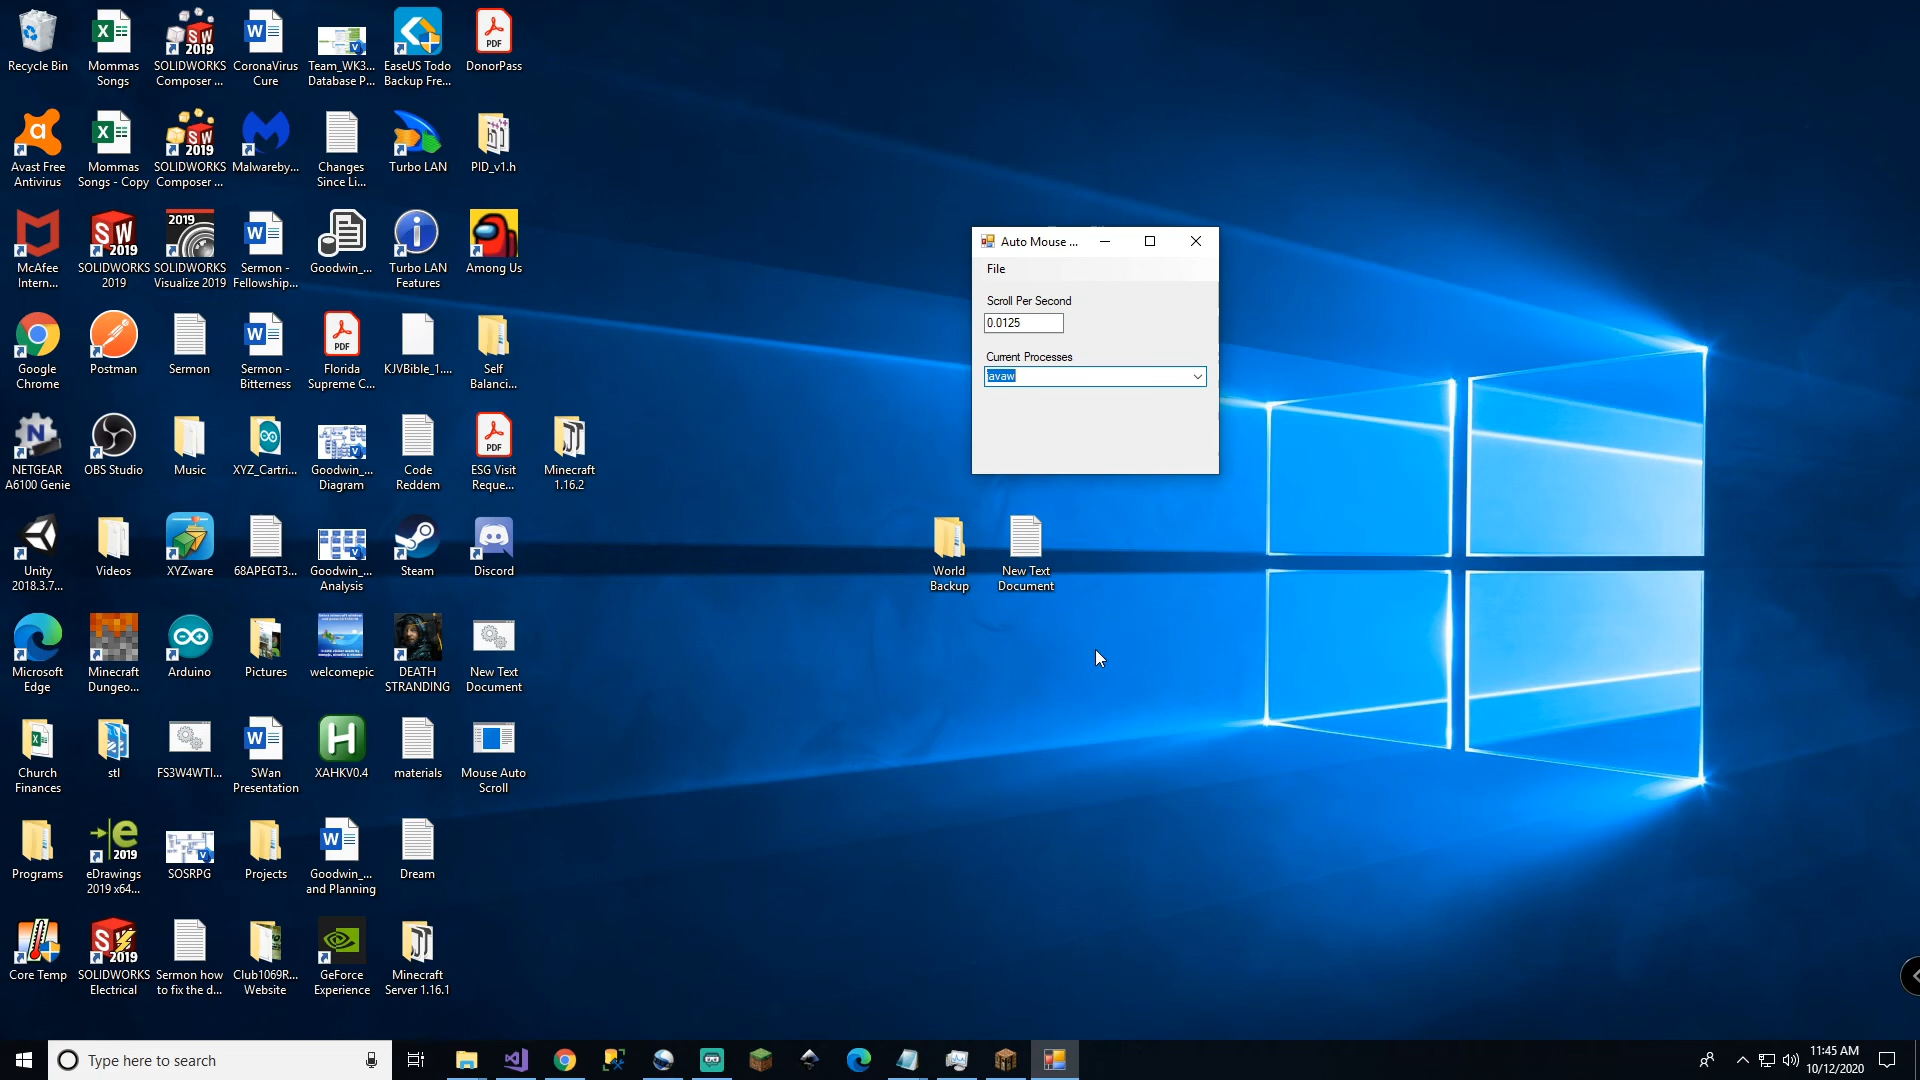 Recycle Bin
Mommas
Songs
SOLIDWORKS
Composer ...
CoronaVirus
Cure
Team_WK3...
Database P...
EaseUS Todo
Backup Fre...
DonorPass
Avast Free
Antivirus
Mommas
Songs - Copy
SOLIDWORKS
Composer ...
Malwareby...
Changes
Since Li...
Turbo LAN
PID_v1.h
McAfee
Intern...
SOLIDWORKS
2019
SOLIDWORKS
Visualize 2019
Sermon -
Fellowship...
Goodwin_...
Turbo LAN
Features
Among Us
Auto Mouse ...
File
Scroll Per Second
0.0125
Current Processes
javaw
Google
Chrome
Postman
Sermon
Sermon -
Bitterness
Florida
Supreme C...
KJVBible_1....
Self
Balanci...
NETGEAR
A6100 Genie
OBS Studio
Music
XYZ_Cartri...
Goodwin_...
Diagram
Code
Reddem
ESG Visit
Reque...
Minecraft
1.16.2
Unity
2018.3.7...
Videos
XYZware
68APEGT3...
Goodwin_...
Analysis
Steam
Discord
World
Backup
New Text
Document
Microsoft
Edge
Minecraft
Dungeo...
Arduino
Pictures
welcomepic
DEATH
STRANDING
New Text
Document
Church
Finances
stl
FS3W4WTI...
SWan
Presentation
XAHKV0.4
materials
Mouse Auto
Scroll
Programs
eDrawings
2019 x64...
SOSRPG
Projects
Goodwin_...
and Planning
Dream
Core Temp
SOLIDWORKS
Electrical
Sermon how
to fix the d...
Club1069R...
Website
GeForce
Experience
Minecraft
Server 1.16.1
Type here to search
11:45 AM
10/12/2020